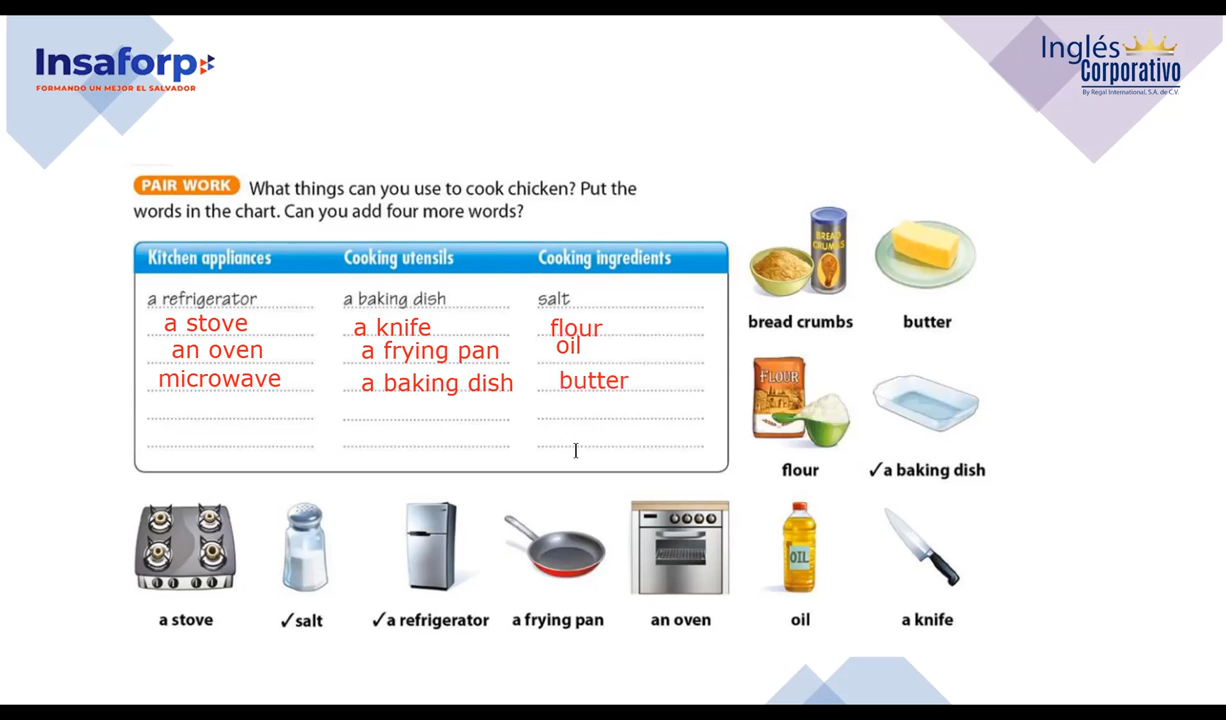 Insaforp
FORMANDO UN MEJOR EL SALVADOR
Inglés
Corporativo
By Regal International, S.A. de C.V.
PAIR WORK What things can you use to cook chicken? Put the
words in the chart. Can you add four more words?
Kitchen appliances Cooking utensils Cooking ingredients
a refrigerator a baking dish salt
a stove a knife flour
an oven a frying pan oil
microwave a baking dish butter
BREAD
CRUMBS
bread crumbs butter
FLOUR
flour ✓a baking dish
OIL
a stove ✓salt ✓a refrigerator a frying pan an oven oil a knife